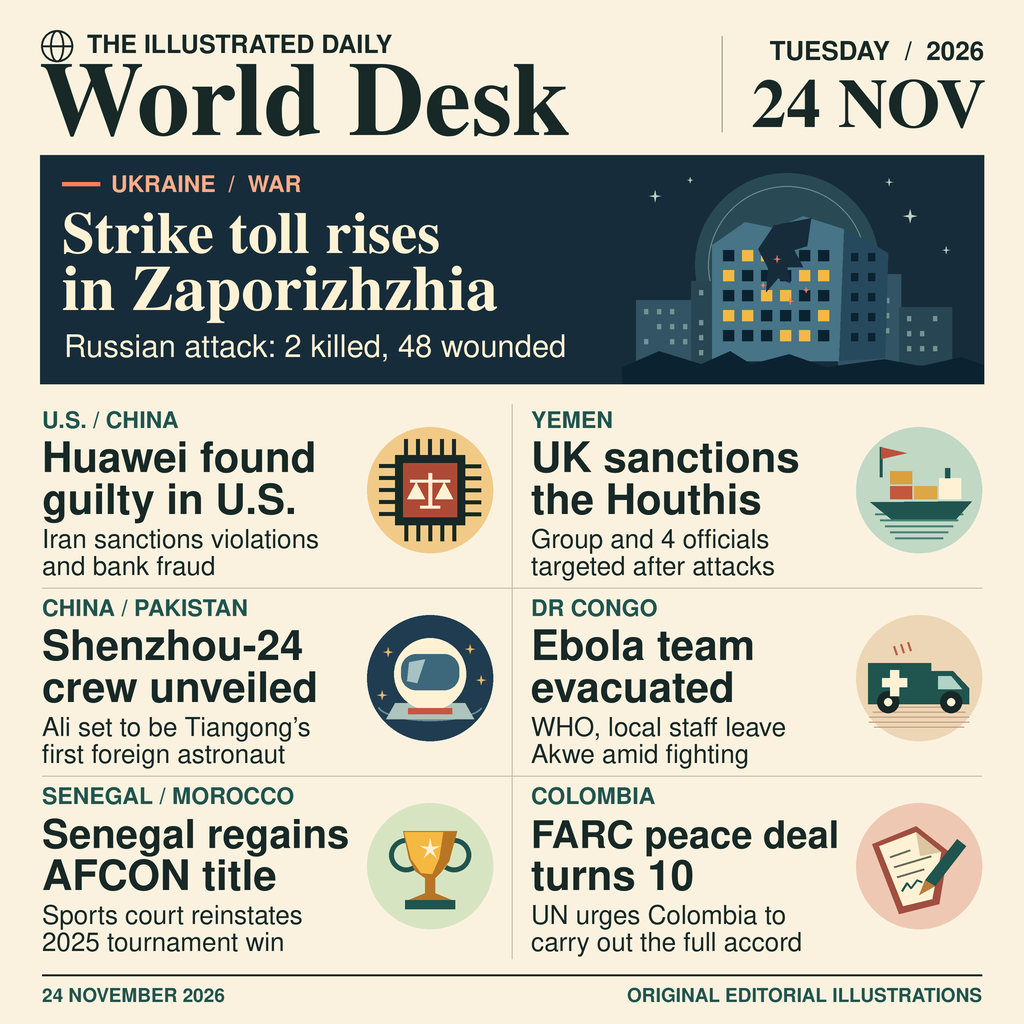 THE ILLUSTRATED DAILY
World Desk
TUESDAY / 2026
24 NOV
UKRAINE / WAR
Strike toll rises
in Zaporizhzhia
Russian attack: 2 killed, 48 wounded
U.S. / CHINA
Huawei found
guilty in U.S.
Iran sanctions violations
and bank fraud
YEMEN
UK sanctions
the Houthis
Group and 4 officials
targeted after attacks
CHINA / PAKISTAN
Shenzhou-24
crew unveiled
Ali set to be Tiangong’s
first foreign astronaut
DR CONGO
Ebola team
evacuated
WHO, local staff leave
Akwe amid fighting
SENEGAL / MOROCCO
Senegal regains
AFCON title
Sports court reinstates
2025 tournament win
COLOMBIA
FARC peace deal
turns 10
UN urges Colombia to
carry out the full accord
24 NOVEMBER 2026
ORIGINAL EDITORIAL ILLUSTRATIONS